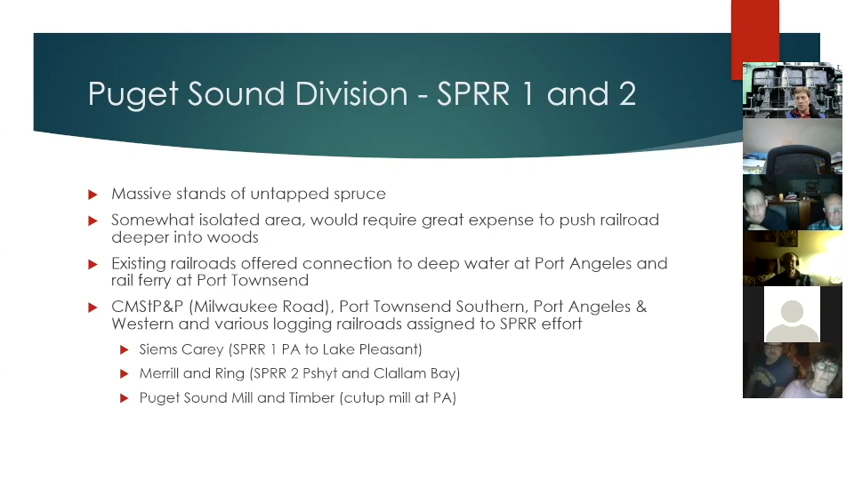 Puget Sound Division - SPRR 1 and 2
Massive stands of untapped spruce
Somewhat isolated area, would require great expense to push railroad
deeper into woods
Existing railroads offered connection to deep water at Port Angeles and
rail ferry at Port Townsend
CMStP&P (Milwaukee Road), Port Townsend Southern, Port Angeles &
Western and various logging railroads assigned to SPRR effort
Siems Carey (SPRR 1 PA to Lake Pleasant)
Merrill and Ring (SPRR 2 Pshyt and Clallam Bay)
Puget Sound Mill and Timber (cutup mill at PA)